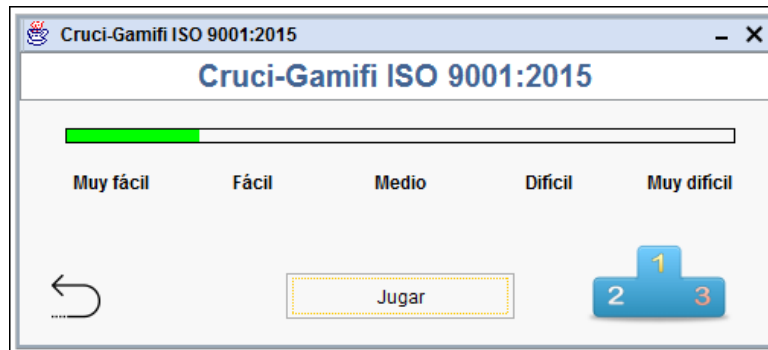 Cruci-Gamifi ISO 9001:2015
Cruci-Gamifi ISO 9001:2015
Muy fácil Fácil Medio Difícil Muy difícil
Jugar
1
2 3